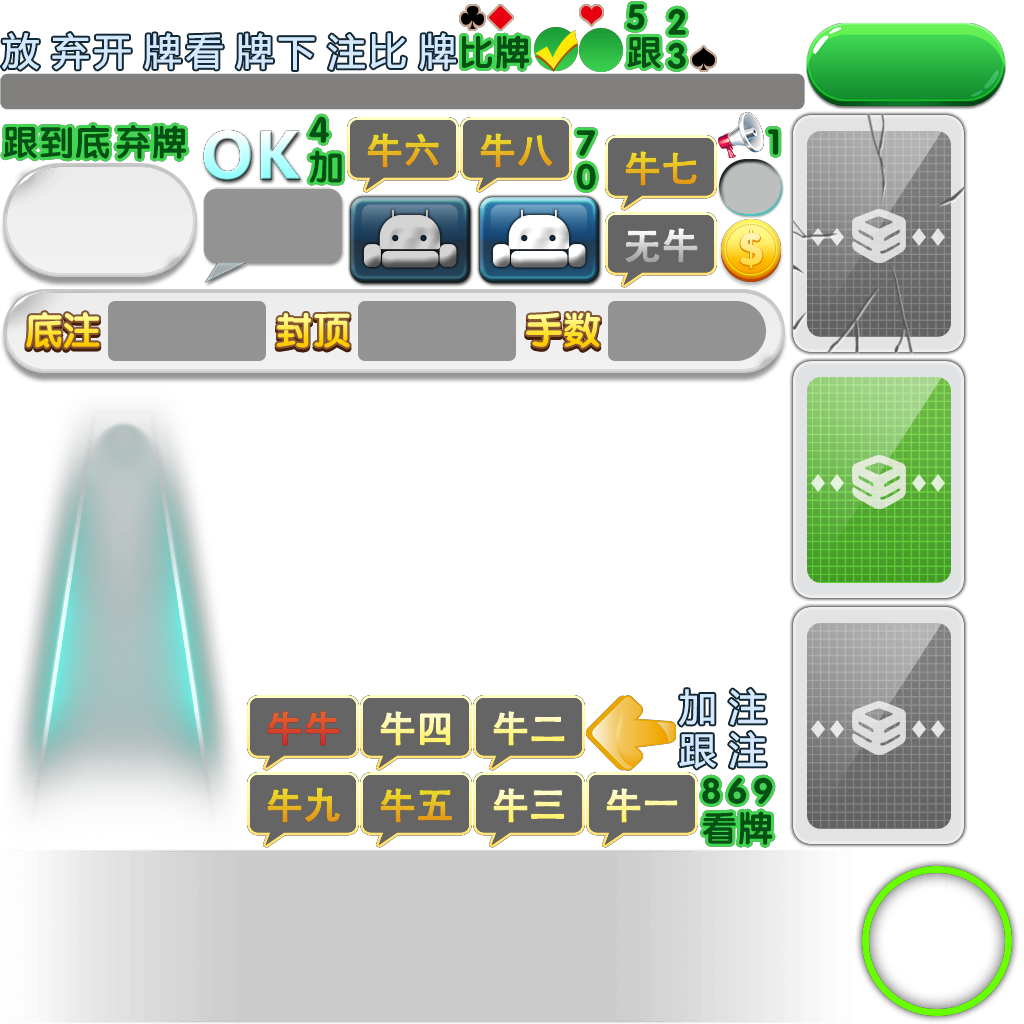 放 弃开 牌看 牌下 注比 牌
比牌
5
跟
2
3
跟到底
弃牌
OK
4
加
牛六
牛八
7
0
牛七
1
无牛
$
底注
封顶
手数
牛牛
牛四
牛二
加 注
跟 注
牛九
牛五
牛三
牛一
869
看牌